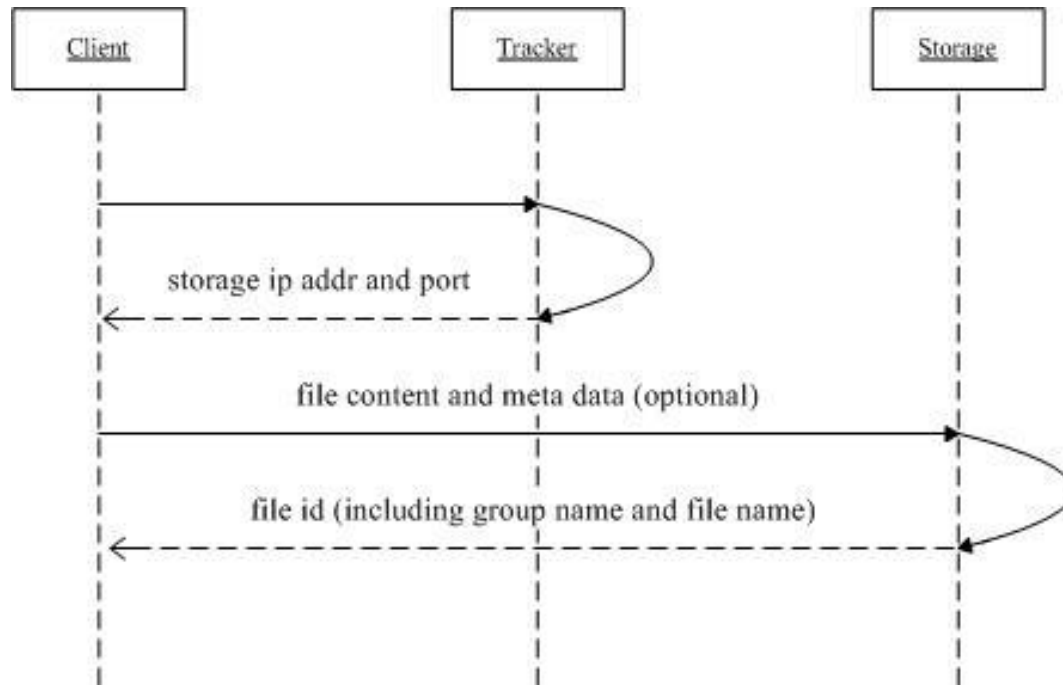 Client
Tracker
Storage
storage ip addr and port
file content and meta data (optional)
file id (including group name and file name)